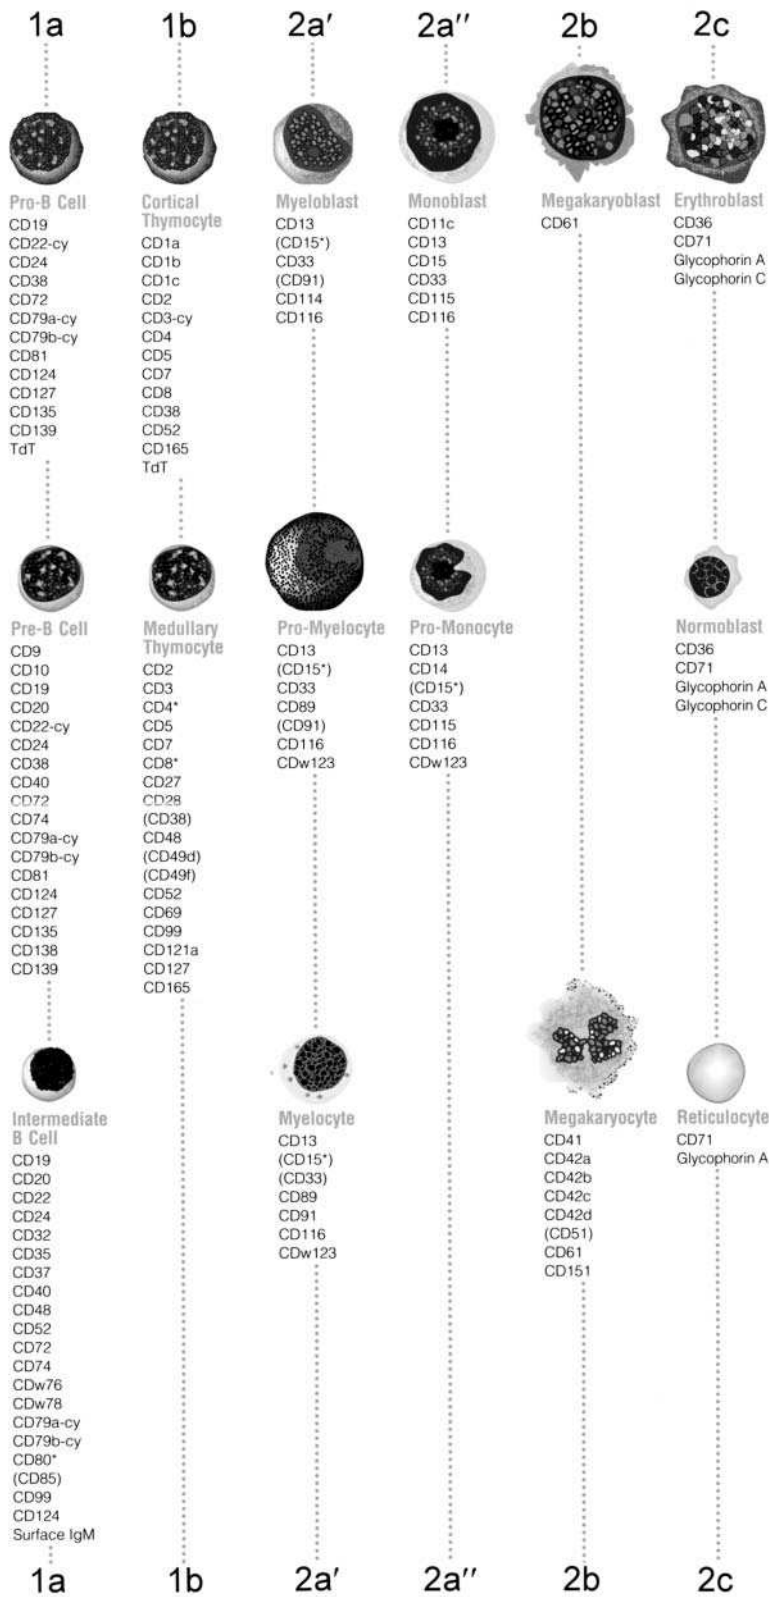 1a
1b
2a′
2a″
2b
2c
Pro-B Cell
CD19
CD22-cy
CD24
CD38
CD72
CD79a-cy
CD79b-cy
CD81
CD124
CD127
CD135
CD139
TdT
Cortical
Thymocyte
CD1a
CD1b
CD1c
CD2
CD3-cy
CD4
CD5
CD7
CD8
CD38
CD52
CD165
TdT
Myeloblast
CD13
(CD15*)
CD33
(CD91)
CD114
CD116
Monoblast
CD11c
CD13
CD15
CD33
CD115
CD116
Megakaryoblast
CD61
Erythroblast
CD36
CD71
Glycophorin A
Glycophorin C
Pre-B Cell
CD9
CD10
CD19
CD20
CD22-cy
CD24
CD38
CD40
CD72
CD74
CD79a-cy
CD79b-cy
CD81
CD124
CD127
CD135
CD138
CD139
Medullary
Thymocyte
CD2
CD3
CD4*
CD5
CD7
CD8*
CD27
CD28
(CD38)
CD48
(CD49d)
(CD49f)
CD52
CD69
CD99
CD121a
CD127
CD165
Pro-Myelocyte
CD13
(CD15*)
CD33
CD89
(CD91)
CD116
CDw123
Pro-Monocyte
CD13
CD14
(CD15*)
CD33
CD115
CD116
CDw123
Normoblast
CD36
CD71
Glycophorin A
Glycophorin C
Intermediate
B Cell
CD19
CD20
CD22
CD24
CD32
CD35
CD37
CD40
CD48
CD52
CD72
CD74
CDw76
CDw78
CD79a-cy
CD79b-cy
CD80*
(CD85)
CD99
CD124
Surface IgM
Myelocyte
CD13
(CD15*)
(CD33)
CD89
CD91
CD116
CDw123
Megakaryocyte
CD41
CD42a
CD42b
CD42c
CD42d
(CD51)
CD61
CD151
Reticulocyte
CD71
Glycophorin A
1a
1b
2a′
2a″
2b
2c